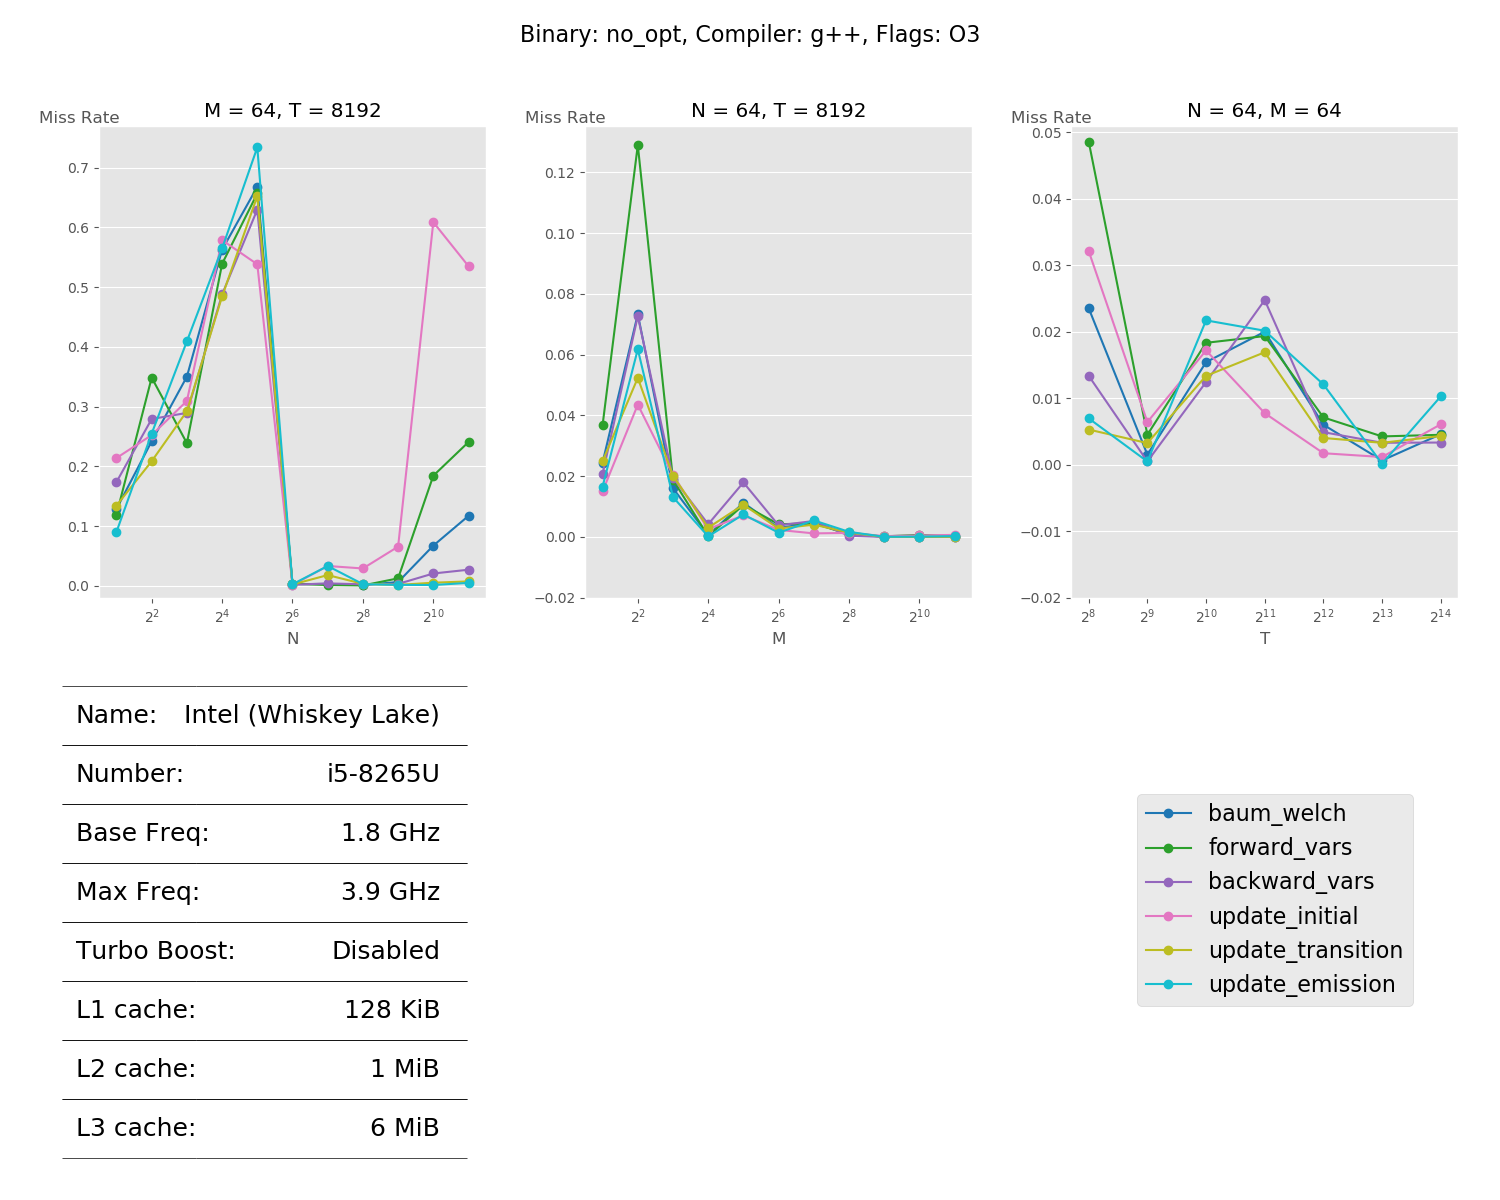 Binary: no_opt, Compiler: g++, Flags: O3
Miss Rate
M = 64, T = 8192
0.7
0.6
0.5
0.4
0.3
0.2
0.1
0.0
2^2 2^4 2^6 2^8 2^10
N
Miss Rate
N = 64, T = 8192
0.12
0.10
0.08
0.06
0.04
0.02
0.00
−0.02
2^2 2^4 2^6 2^8 2^10
M
Miss Rate
N = 64, M = 64
0.05
0.04
0.03
0.02
0.01
0.00
−0.01
−0.02
2^8 2^9 2^10 2^11 2^12 2^13 2^14
T
Name: Intel (Whiskey Lake)
Number: i5-8265U
Base Freq: 1.8 GHz
Max Freq: 3.9 GHz
Turbo Boost: Disabled
L1 cache: 128 KiB
L2 cache: 1 MiB
L3 cache: 6 MiB
baum_welch
forward_vars
backward_vars
update_initial
update_transition
update_emission